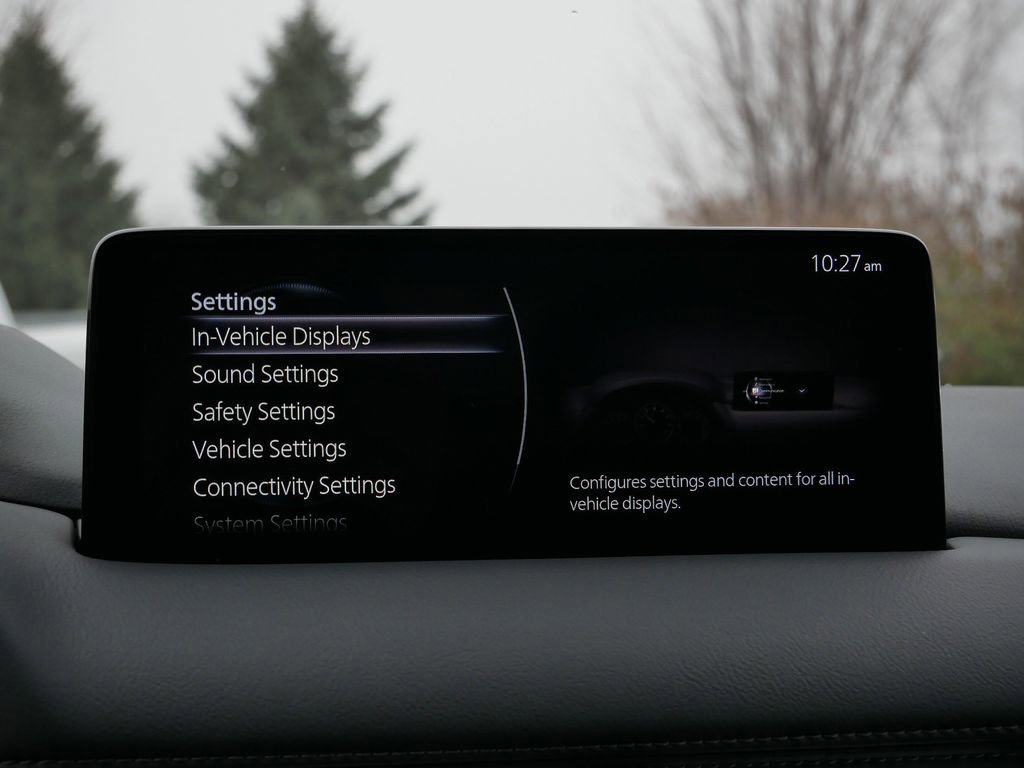 10:27 am
Settings
In-Vehicle Displays
Sound Settings
Safety Settings
Vehicle Settings
Connectivity Settings
System Settings
Configures settings and content for all in-
vehicle displays.